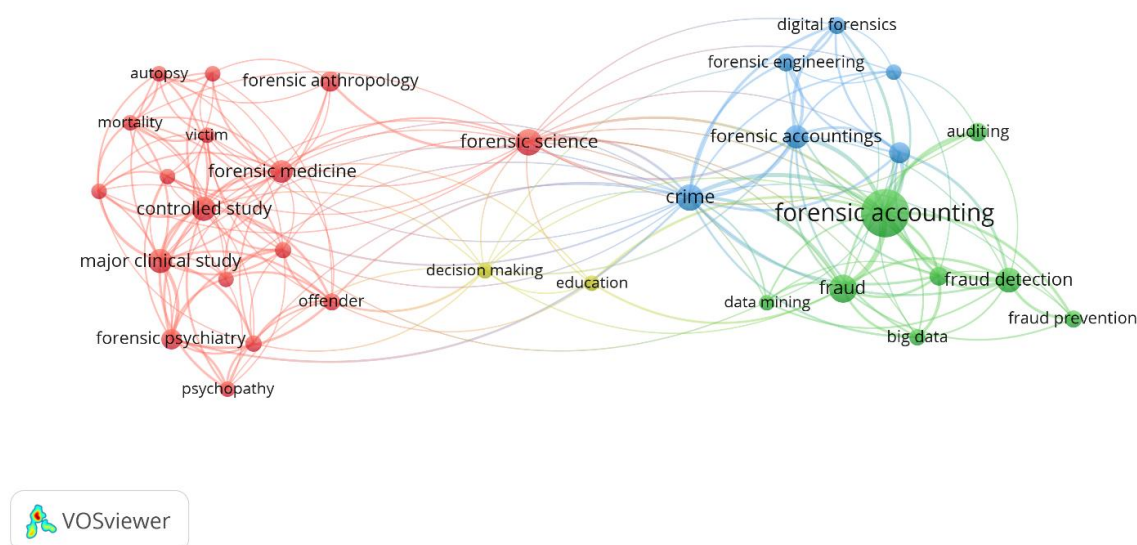 digital forensics
forensic engineering
autopsy
forensic anthropology
mortality
victim
forensic science
forensic accountings
auditing
forensic medicine
crime
controlled study
forensic accounting
major clinical study
decision making
education
offender
data mining
fraud
fraud detection
fraud prevention
forensic psychiatry
big data
psychopathy
VOSviewer